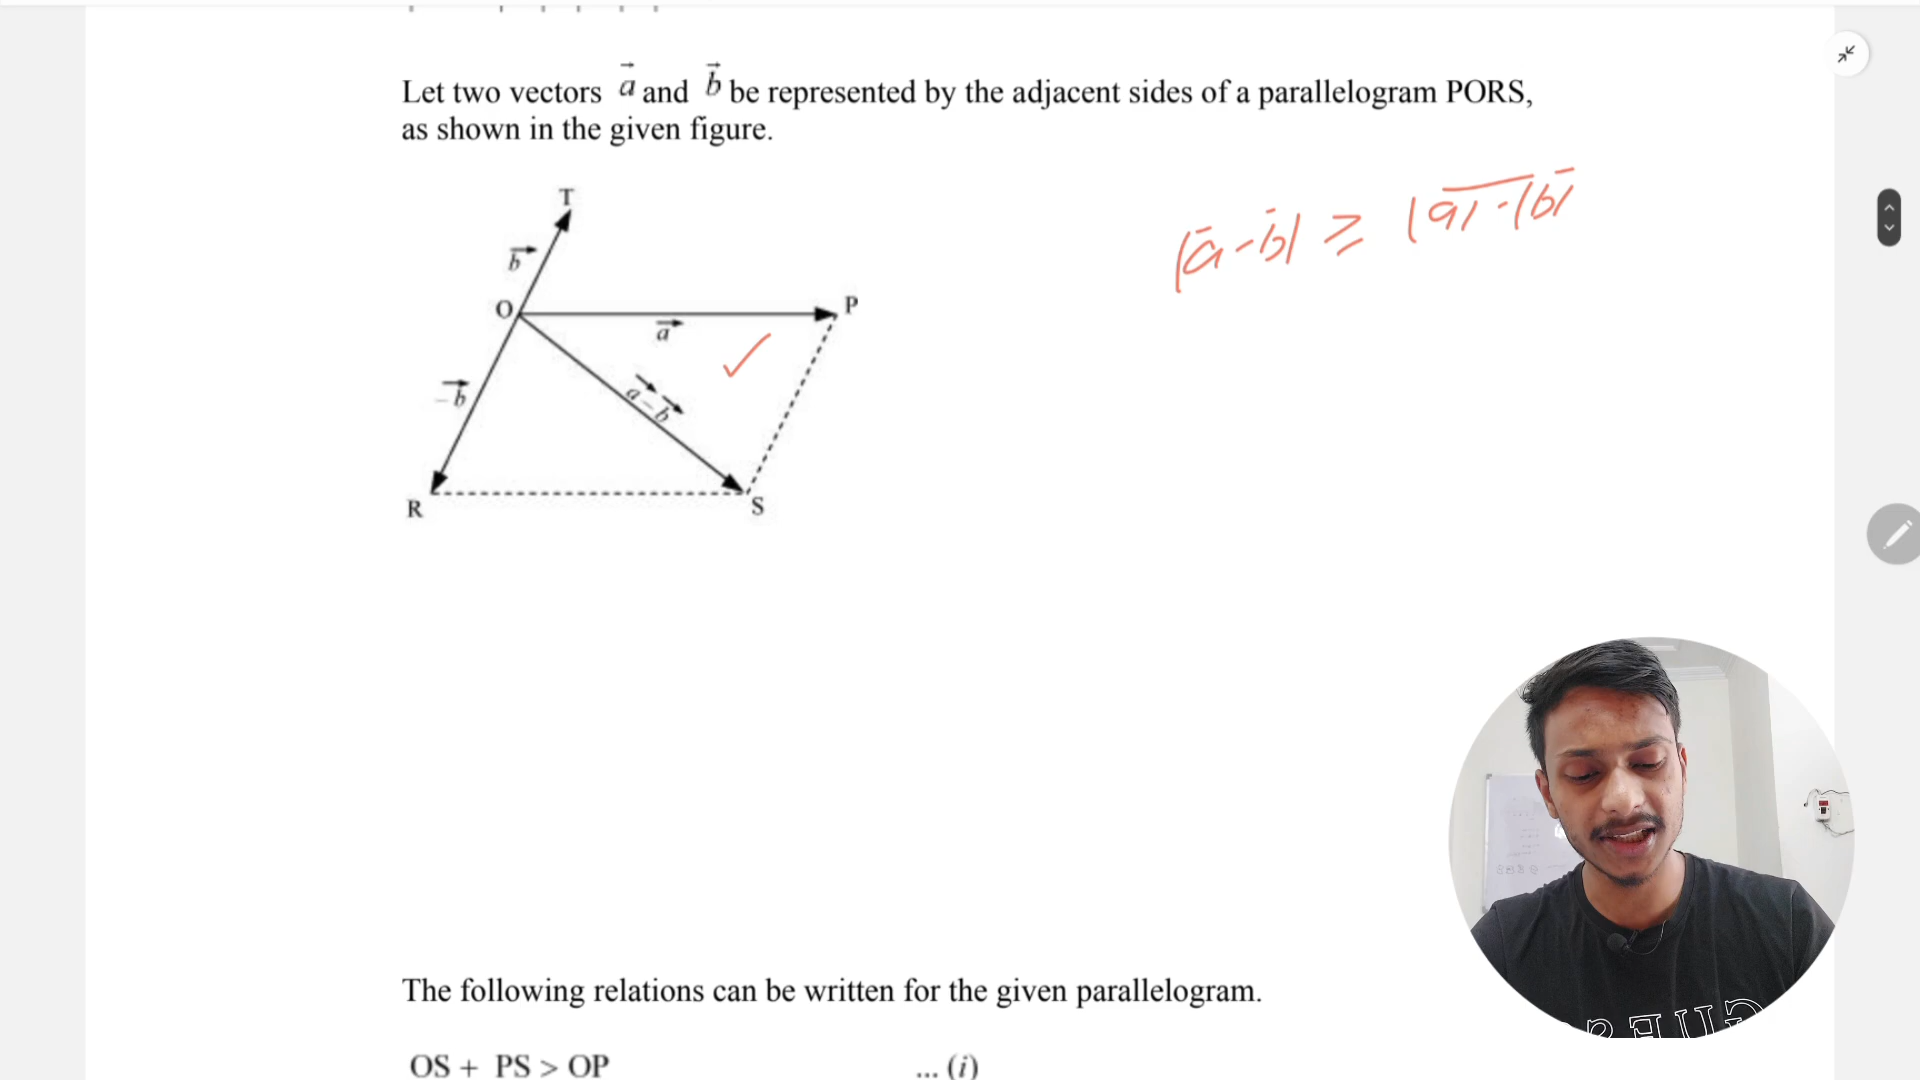 Let two vectors a⃗ and b⃗ be represented by the adjacent sides of a parallelogram PORS,
as shown in the given figure.
|a̅ - b̅| ≥ |a̅| - |b̅|
T
b⃗
O
P
a⃗
a⃗ - b⃗
-b⃗
R
S
The following relations can be written for the given parallelogram.
OS + PS > OP ... (i)